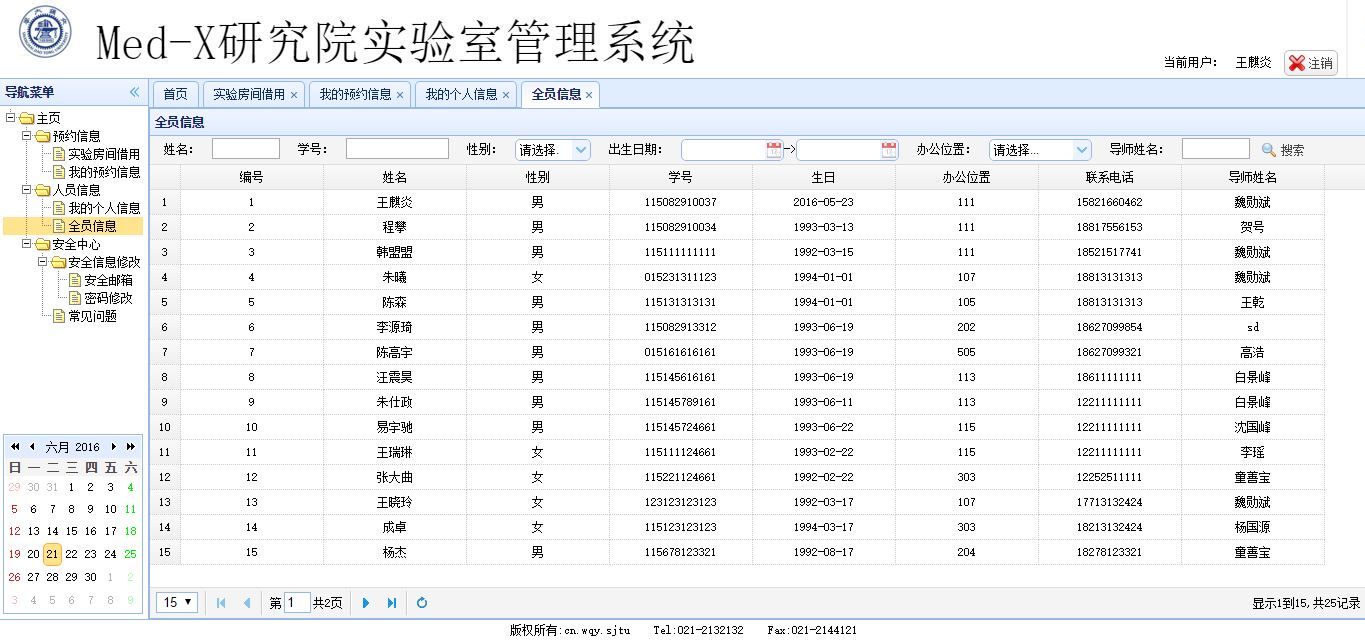 Med-X研究院实验室管理系统
当前用户： 王麒炎 注销
导航菜单
首页 实验房间借用 我的预约信息 我的个人信息 全员信息
主页
预约信息
实验房间借用
我的预约信息
人员信息
我的个人信息
全员信息
安全中心
安全信息修改
安全邮箱
密码修改
常见问题
六月 2016
日 一 二 三 四 五 六
29 30 31 1 2 3 4
5 6 7 8 9 10 11
12 13 14 15 16 17 18
19 20 21 22 23 24 25
26 27 28 29 30 1 2
3 4 5 6 7 8 9
全员信息
姓名： 学号： 性别： 请选择. 出生日期： -> 办公位置： 请选择... 导师姓名： 搜索
编号 姓名 性别 学号 生日 办公位置 联系电话 导师姓名
1 1 王麒炎 男 115082910037 2016-05-23 111 15821660462 魏勋斌
2 2 程攀 男 115082910034 1993-03-13 111 18817556153 贺号
3 3 韩盟盟 男 115111111111 1992-03-15 111 18521517741 魏勋斌
4 4 朱曦 女 015231311123 1994-01-01 107 18813131313 魏勋斌
5 5 陈淼 男 115131313131 1994-01-01 105 18813131313 王乾
6 6 李源琦 男 115082913312 1993-06-19 202 18627099854 sd
7 7 陈高宇 男 015161616161 1993-06-19 505 18627099321 高浩
8 8 汪震昊 男 115145616161 1993-06-19 113 18611111111 白景峰
9 9 朱仕政 男 115145789161 1993-06-11 113 12211111111 白景峰
10 10 易宇驰 男 115145724661 1993-06-22 115 12211111111 沈国峰
11 11 王瑞琳 女 115111124661 1993-02-22 115 12211111111 李瑶
12 12 张大曲 女 115221124661 1992-02-22 303 12252511111 童善宝
13 13 王晓玲 女 123123123123 1992-03-17 107 17713132424 魏勋斌
14 14 成卓 女 115123123123 1994-03-17 303 18213132424 杨国源
15 15 杨杰 男 115678123321 1992-08-17 204 18278123321 童善宝
15 第 1 共2页 显示1到15,共25记录
版权所有:cn.wqy.sjtu Tel:021-2132132 Fax:021-2144121